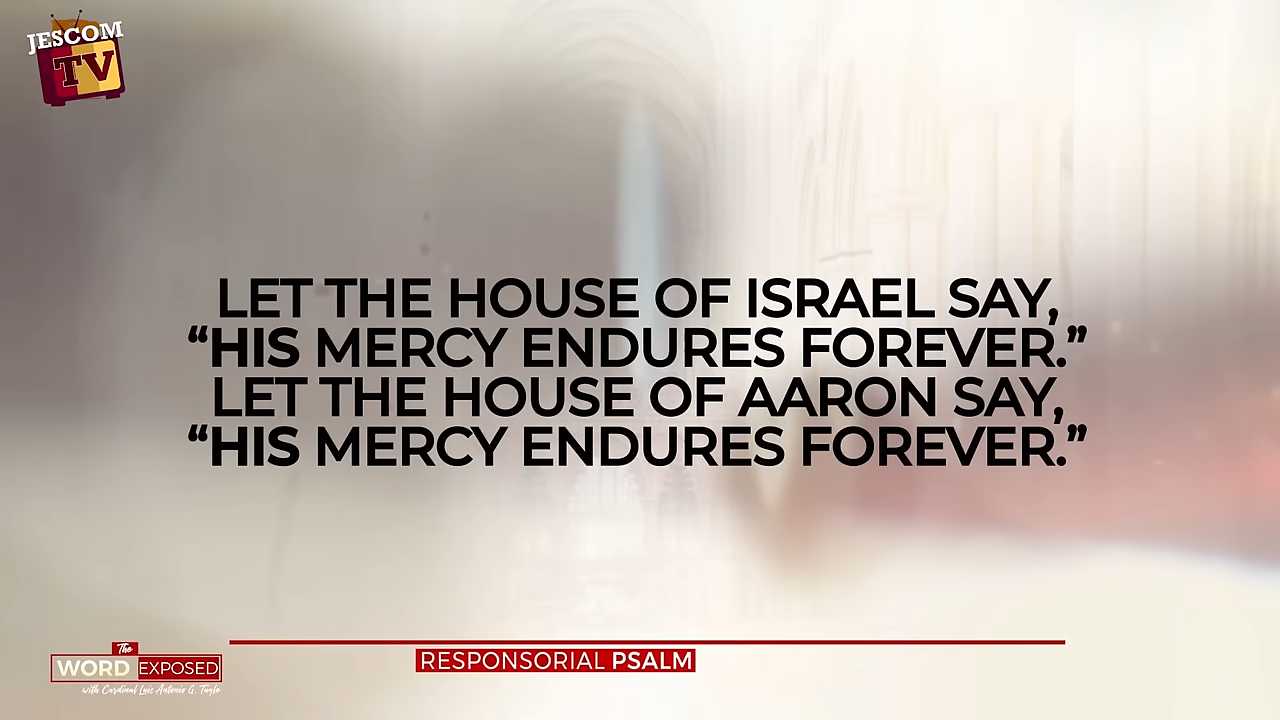 JESCOM
TV
LET THE HOUSE OF ISRAEL SAY,
“HIS MERCY ENDURES FOREVER.”
LET THE HOUSE OF AARON SAY,
“HIS MERCY ENDURES FOREVER.”
The
WORD EXPOSED
with Cardinal Luis Antonio G. Tagle
RESPONSORIAL PSALM